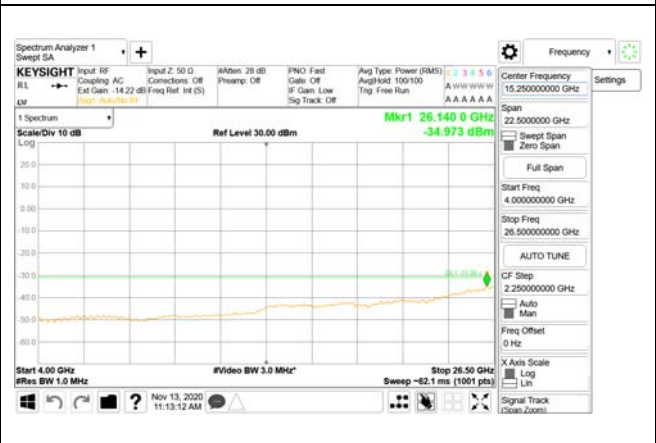 Spectrum Analyzer 1
Swept SA
Frequency
KEYSIGHT
RL
Input: RF
Coupling: AC
Ext Gain: -14.22 dB
Align: Auto/No RF
Input Z: 50 Ω
Corrections: Off
Freq Ref: Int (S)
#Atten: 28 dB
Preamp: Off
PNO: Fast
Gate: Off
IF Gain: Low
Sig Track: Off
Avg Type: Power (RMS)
Avg|Hold: 100/100
Trig: Free Run
1 2 3 4 5 6
A W W W W W
A A A A A A
1 Spectrum
Scale/Div 10 dB
Ref Level 30.00 dBm
Mkr1 26.140 0 GHz
-34.973 dBm
Log
20.0
10.0
0.00
-10.0
-20.0
-30.0
-40.0
-50.0
-60.0
Start 4.00 GHz
#Res BW 1.0 MHz
#Video BW 3.0 MHz*
Stop 26.50 GHz
Sweep ~62.1 ms (1001 pts)
Nov 13, 2020
11:13:12 AM
Center Frequency
15.250000000 GHz
Settings
Span
22.5000000 GHz
Swept Span
Zero Span
Full Span
Start Freq
4.000000000 GHz
Stop Freq
26.500000000 GHz
AUTO TUNE
CF Step
2.250000000 GHz
Auto
Man
Freq Offset
0 Hz
X Axis Scale
Log
Lin
Signal Track
(Span Zoom)